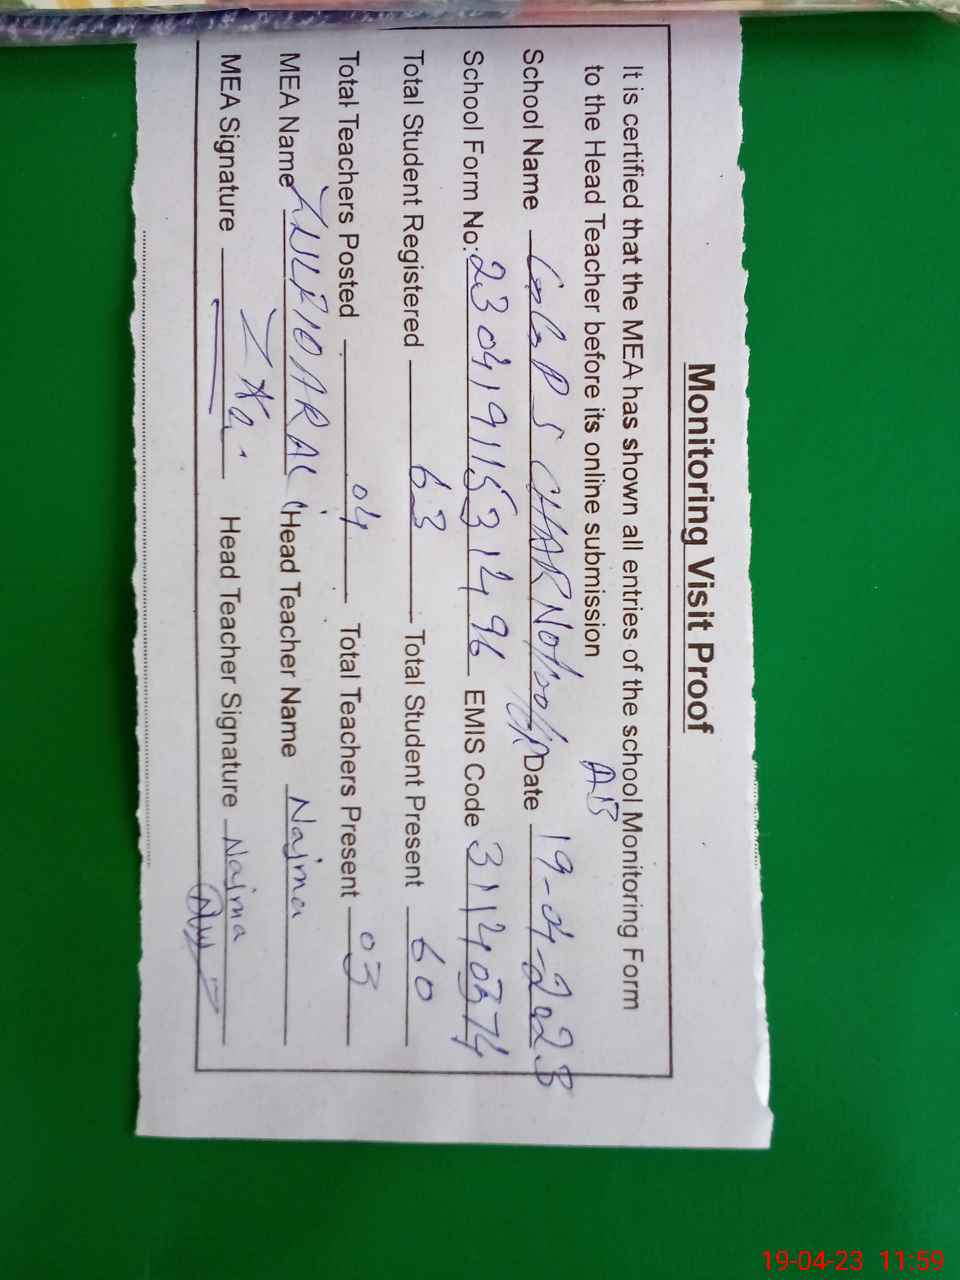 Monitoring Visit Proof
It is certified that the MEA has shown all entries of the school Monitoring Form
to the Head Teacher before its online submission AB
School Name GGPS CHAR Date 19-04-2023
School Form No: 23041911531496 EMIS Code 31140374
Total Student Registered 63 Total Student Present 60
Total Teachers Posted 04 Total Teachers Present 03
MEA Name Head Teacher Name Najma
MEA Signature Head Teacher Signature Najma
19-04-23 11:59